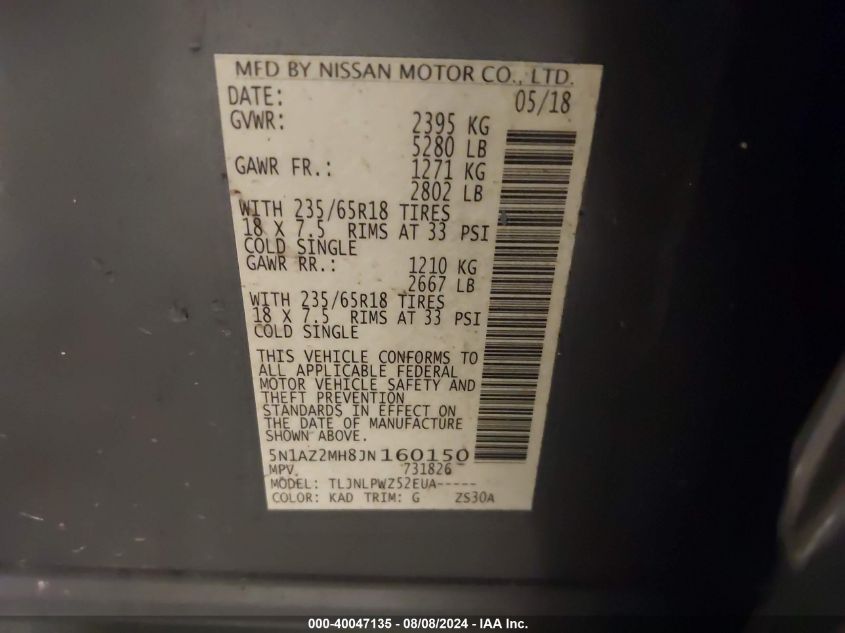 MFD BY NISSAN MOTOR CO., LTD.
DATE: 05/18
GVWR: 2395 KG
5280 LB
GAWR FR.: 1271 KG
2802 LB
WITH 235/65R18 TIRES
18 X 7.5 RIMS AT 33 PSI
COLD SINGLE
GAWR RR.: 1210 KG
2667 LB
WITH 235/65R18 TIRES
18 X 7.5 RIMS AT 33 PSI
COLD SINGLE
THIS VEHICLE CONFORMS TO
ALL APPLICABLE FEDERAL
MOTOR VEHICLE SAFETY AND
THEFT PREVENTION
STANDARDS IN EFFECT ON
THE DATE OF MANUFACTURE
SHOWN ABOVE.
5N1AZ2MH8JN160150
MPV 731826
MODEL: TLJNLPWZ52EUA-----
COLOR: KAD TRIM: G ZS30A
000-40047135 - 08/08/2024 - IAA Inc.